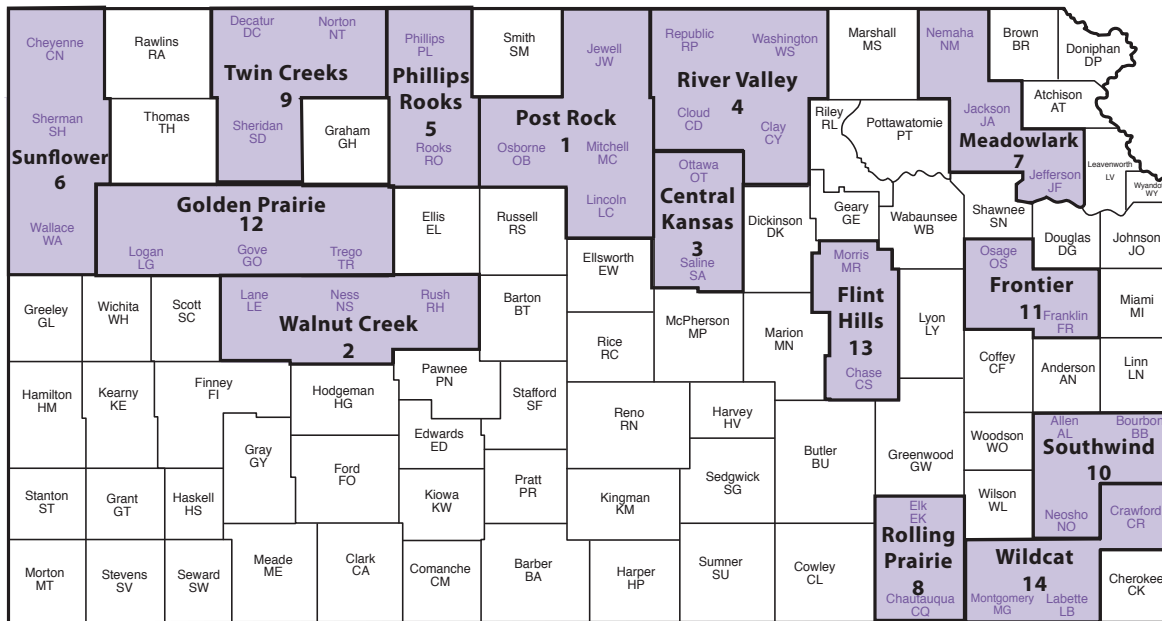 Cheyenne
CN
Rawlins
RA
Decatur
DC
Norton
NT
Phillips
PL
Smith
SM
Jewell
JW
Republic
RP
Washington
WS
Marshall
MS
Nemaha
NM
Brown
BR
Doniphan
DP
Twin Creeks
9
Phillips
Rooks
5
River Valley
4
Atchison
AT
Sherman
SH
Thomas
TH
Sheridan
SD
Graham
GH
Rooks
RO
Post Rock
1
Osborne
OB
Mitchell
MC
Cloud
CD
Clay
CY
Riley
RL
Pottawatomie
PT
Jackson
JA
Meadowlark
7
Jefferson
JF
Leavenworth
LV
Wyando
WY
Sunflower
6
Wallace
WA
Golden Prairie
12
Logan
LG
Gove
GO
Trego
TR
Ellis
EL
Russell
RS
Lincoln
LC
Ottawa
OT
Central
Kansas
3
Saline
SA
Dickinson
DK
Geary
GE
Wabaunsee
WB
Shawnee
SN
Douglas
DG
Johnson
JO
Ellsworth
EW
Morris
MR
Flint
Hills
13
Chase
CS
Osage
OS
Frontier
11
Franklin
FR
Miami
MI
Greeley
GL
Wichita
WH
Scott
SC
Lane
LE
Ness
NS
Rush
RH
Walnut Creek
2
Barton
BT
Rice
RC
McPherson
MP
Marion
MN
Lyon
LY
Coffey
CF
Anderson
AN
Linn
LN
Hamilton
HM
Kearny
KE
Finney
FI
Hodgeman
HG
Pawnee
PN
Stafford
SF
Reno
RN
Harvey
HV
Butler
BU
Greenwood
GW
Woodson
WO
Allen
AL
Bourbon
BB
Southwind
10
Neosho
NO
Crawford
CR
Gray
GY
Ford
FO
Edwards
ED
Kiowa
KW
Pratt
PR
Kingman
KM
Sedgwick
SG
Wilson
WL
Elk
EK
Rolling
Prairie
8
Chautauqua
CQ
Stanton
ST
Grant
GT
Haskell
HS
Morton
MT
Stevens
SV
Seward
SW
Meade
ME
Clark
CA
Comanche
CM
Barber
BA
Harper
HP
Sumner
SU
Cowley
CL
Wildcat
14
Montgomery
MG
Labette
LB
Cherokee
CK